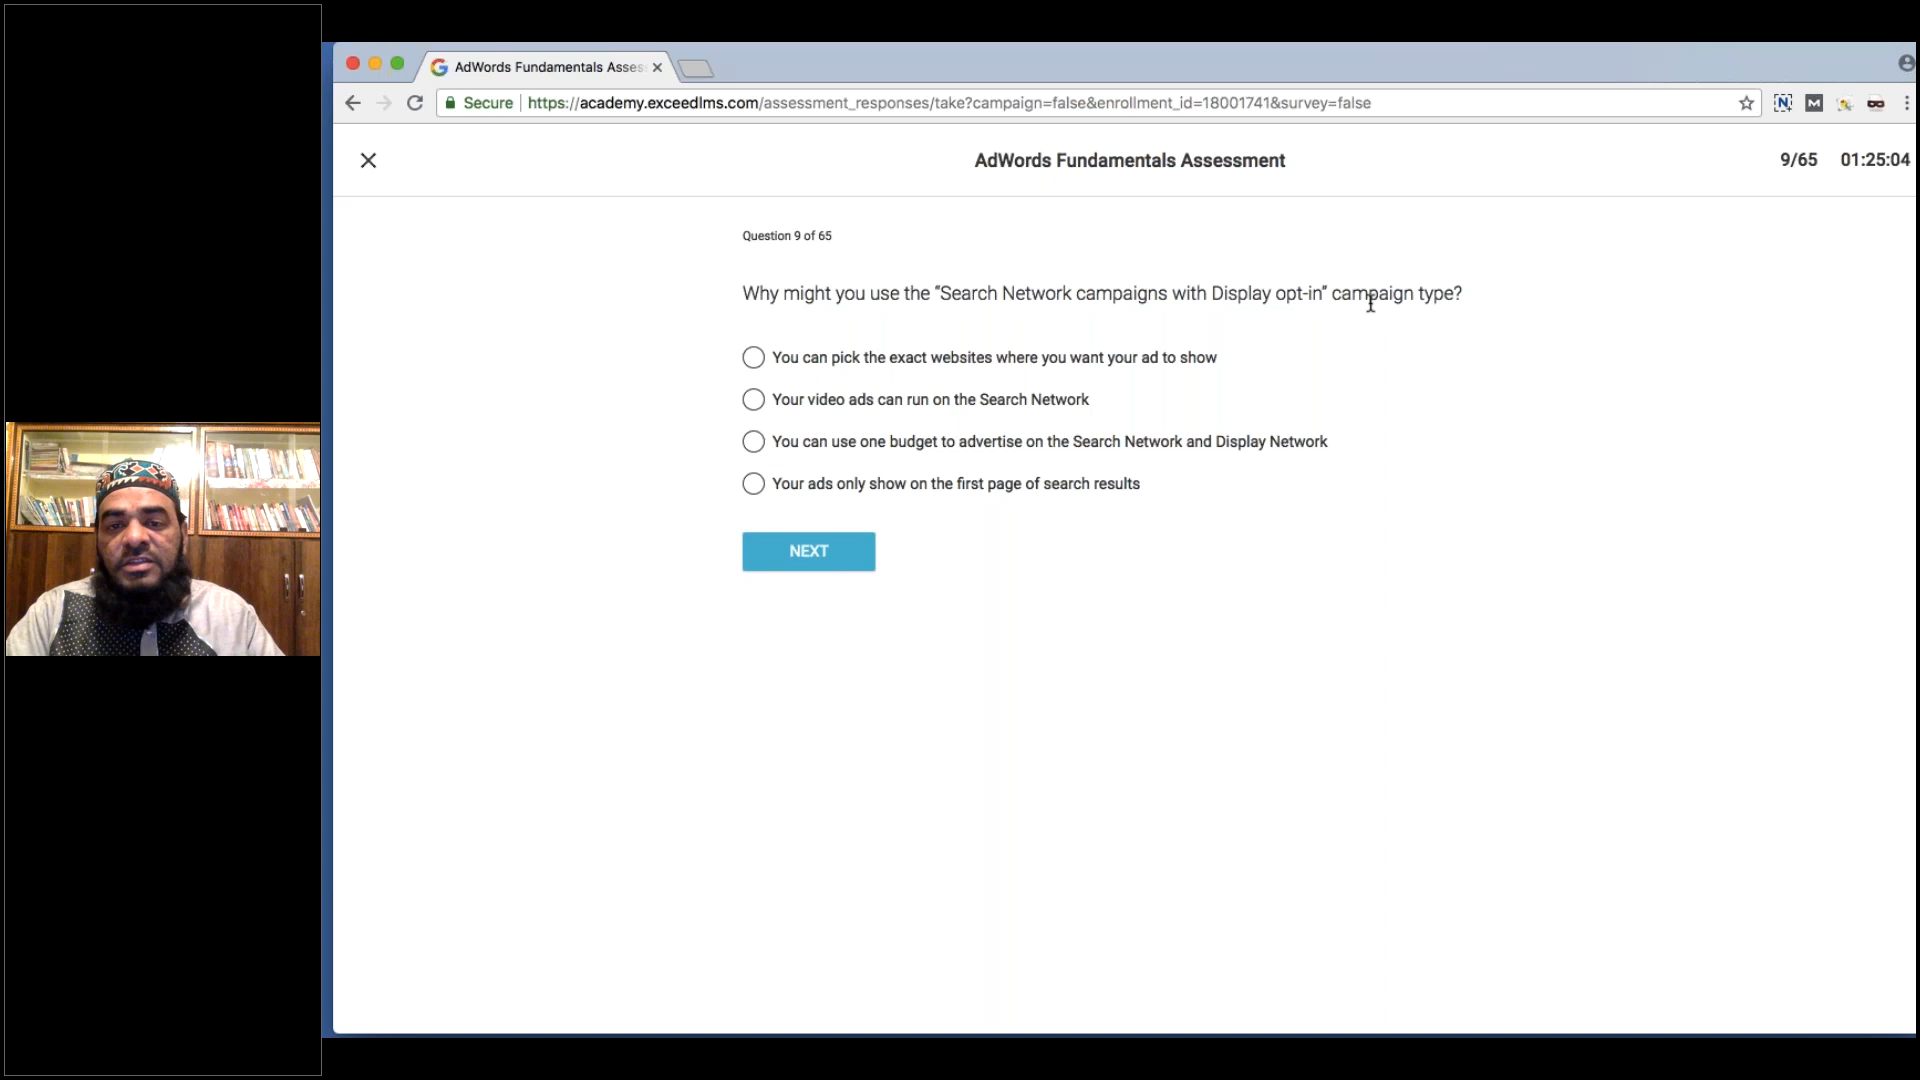 AdWords Fundamentals Asses
Secure | https://academy.exceedlms.com/assessment_responses/take?campaign=false&enrollment_id=18001741&survey=false
AdWords Fundamentals Assessment
9/65 01:25:04
Question 9 of 65
Why might you use the “Search Network campaigns with Display opt-in” campaign type?
You can pick the exact websites where you want your ad to show
Your video ads can run on the Search Network
You can use one budget to advertise on the Search Network and Display Network
Your ads only show on the first page of search results
NEXT